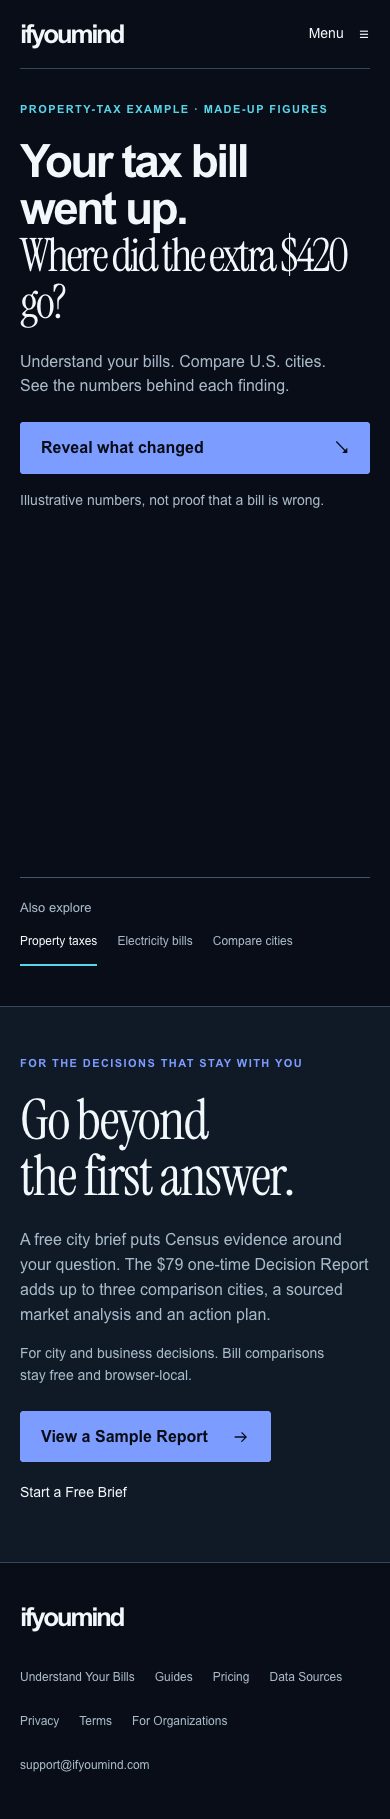 ifyoumind
Menu ≡
PROPERTY-TAX EXAMPLE · MADE-UP FIGURES
Your tax bill
went up.
Where did the extra $420
go?
Understand your bills. Compare U.S. cities.
See the numbers behind each finding.
Reveal what changed ↘
Illustrative numbers, not proof that a bill is wrong.
Also explore
Property taxes Electricity bills Compare cities
FOR THE DECISIONS THAT STAY WITH YOU
Go beyond
the first answer.
A free city brief puts Census evidence around
your question. The $79 one-time Decision Report
adds up to three comparison cities, a sourced
market analysis and an action plan.
For city and business decisions. Bill comparisons
stay free and browser-local.
View a Sample Report →
Start a Free Brief
ifyoumind
Understand Your Bills Guides Pricing Data Sources
Privacy Terms For Organizations
support@ifyoumind.com